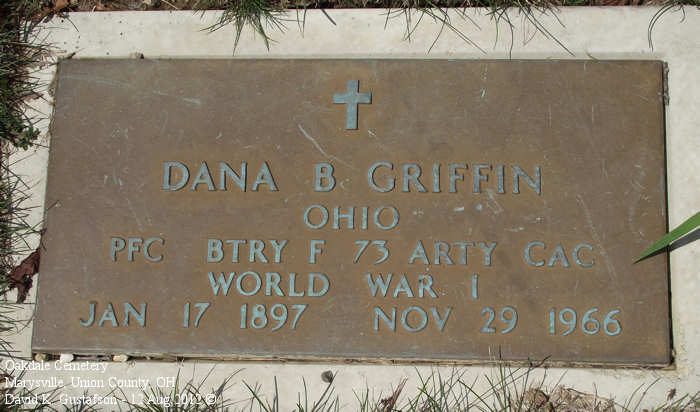 DANA B GRIFFIN
OHIO
PFC BTRY F 73 ARTY CAC
WORLD WAR I
JAN 17 1897 NOV 29 1966
Oakdale Cemetery
Marysville, Union County, OH
David K. Gustafson - 12 Aug 2012 ©